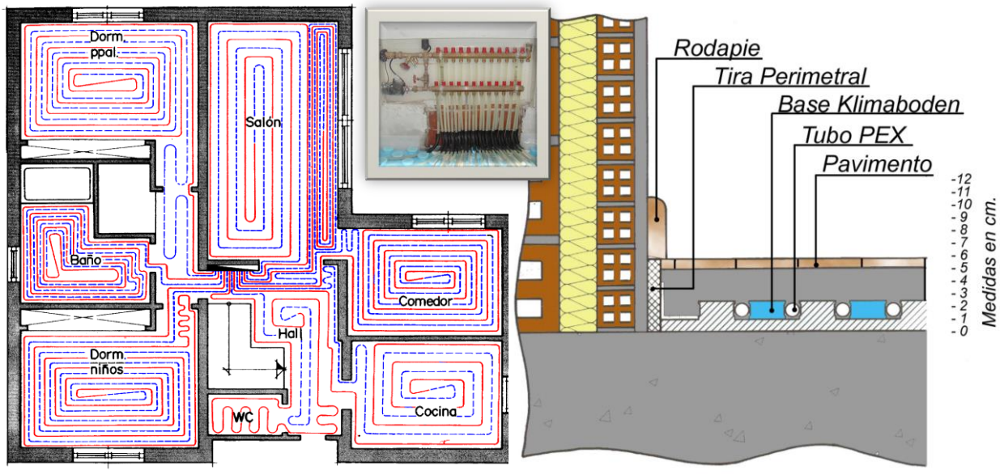 Dorm.
ppal.
Salón
Baño
Comedor
Hall
Dorm.
niños
WC
Cocina
Rodapie
Tira Perimetral
Base Klimaboden
Tubo PEX
Pavimento
-12
-11
-10
- 9
- 8
- 7
- 6
- 5
- 4
- 3
- 2
- 1
- 0
Medidas en cm.